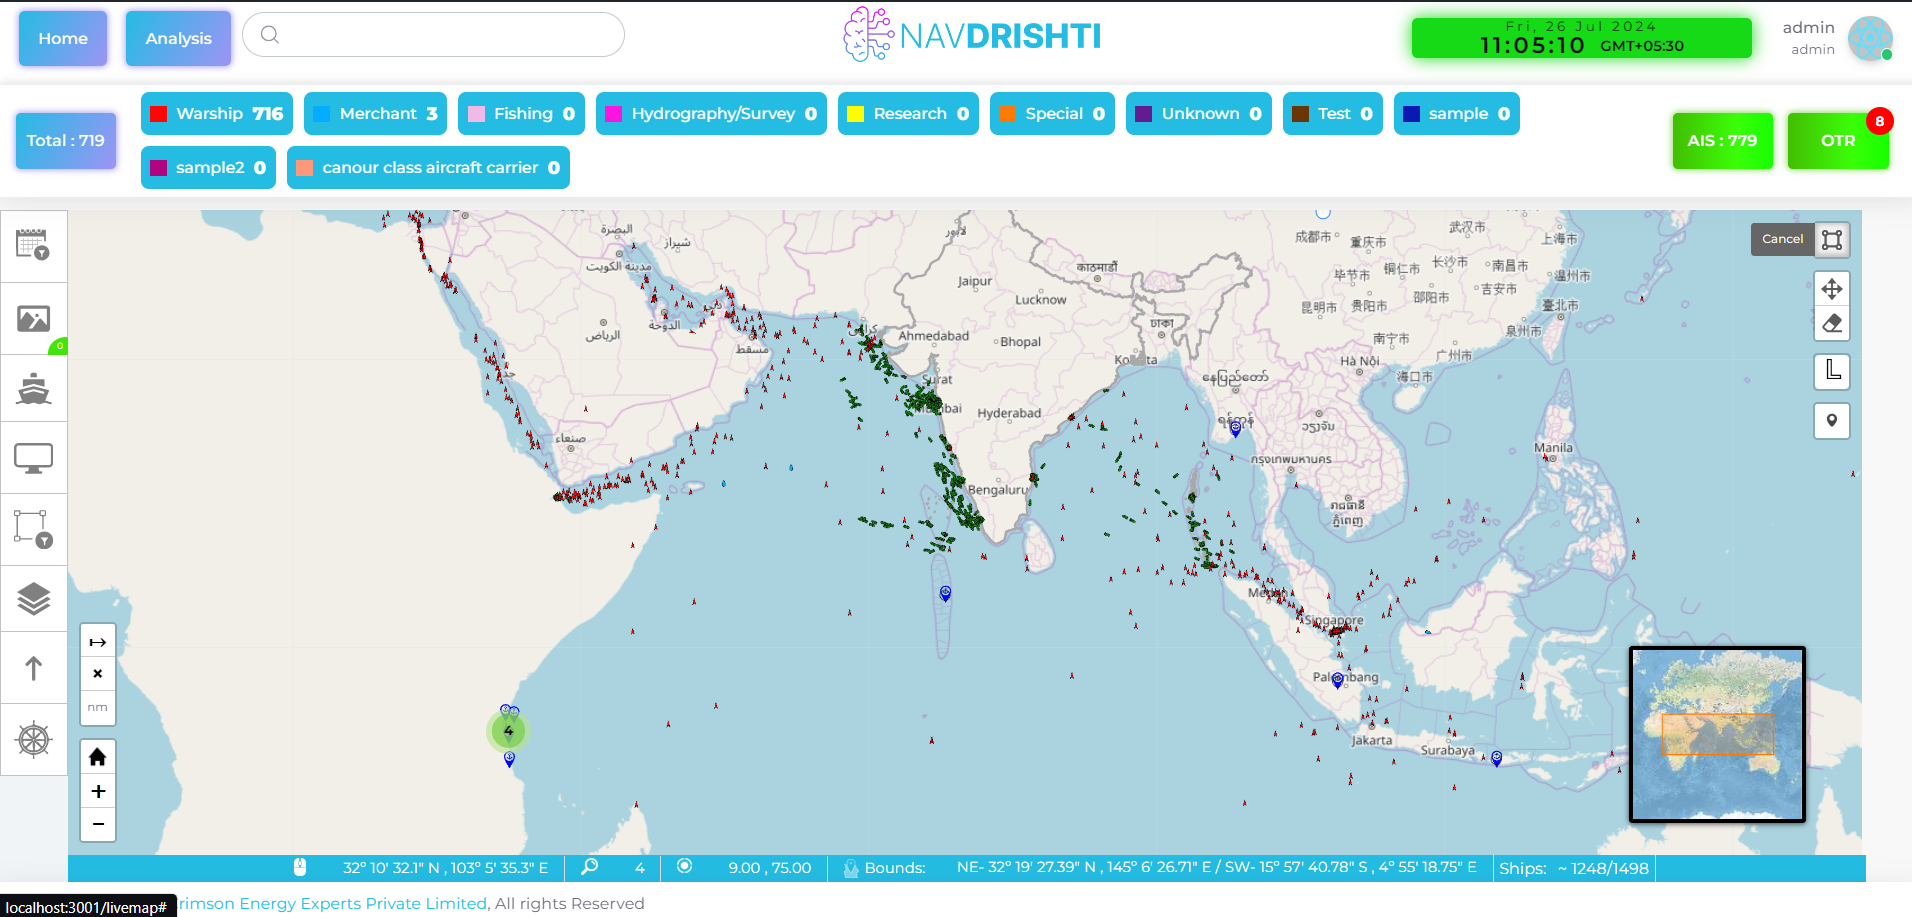 Home
Analysis
NAVDRISHTI
Fri, 26 Jul 2024
11:05:10 GMT+05:30
admin
admin
Total : 719
Warship 716
Merchant 3
Fishing 0
Hydrography/Survey 0
Research 0
Special 0
Unknown 0
Test 0
sample 0
sample2 0
canour class aircraft carrier 0
AIS : 779
OTR
8
0
Cancel
البصرة
شيراز
مدينة الكويت
الدوحة
الرياض
مسقط
صنعاء
لاہور
Jaipur
काठमाडौं
Lucknow
Ahmedabad
Bhopal
ঢাকা
Surat
Hyderabad
Bengaluru
နေပြည်တော်
ရန်ကုန်
Hà Nội
ວຽງຈັນ
กรุงเทพมหานคร
រាជធានី
ភ្នំពេញ
成都市
重庆市
武汉市
上海市
毕节市
铜仁市
长沙市
南昌市
温州市
昆明市
贵阳市
邵阳市
吉安市
臺北市
南宁市
泉州市
广州市
海口市
Manila
Singapore
Jakarta
Surabaya
4
nm
32° 10' 32.1" N , 103° 5' 35.3" E
4
9.00 , 75.00
Bounds:
NE- 32° 19' 27.39" N , 145° 6' 26.71" E / SW- 15° 57' 40.78" S , 4° 55' 18.75" E
Ships: ~ 1248/1498
localhost:3001/livemap#
rimson Energy Experts Private Limited, All rights Reserved